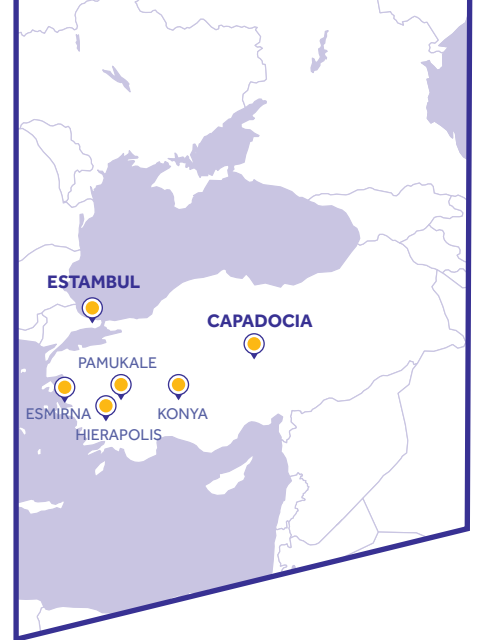 ESTAMBUL
CAPADOCIA
PAMUKALE
ESMIRNA
KONYA
HIERAPOLIS